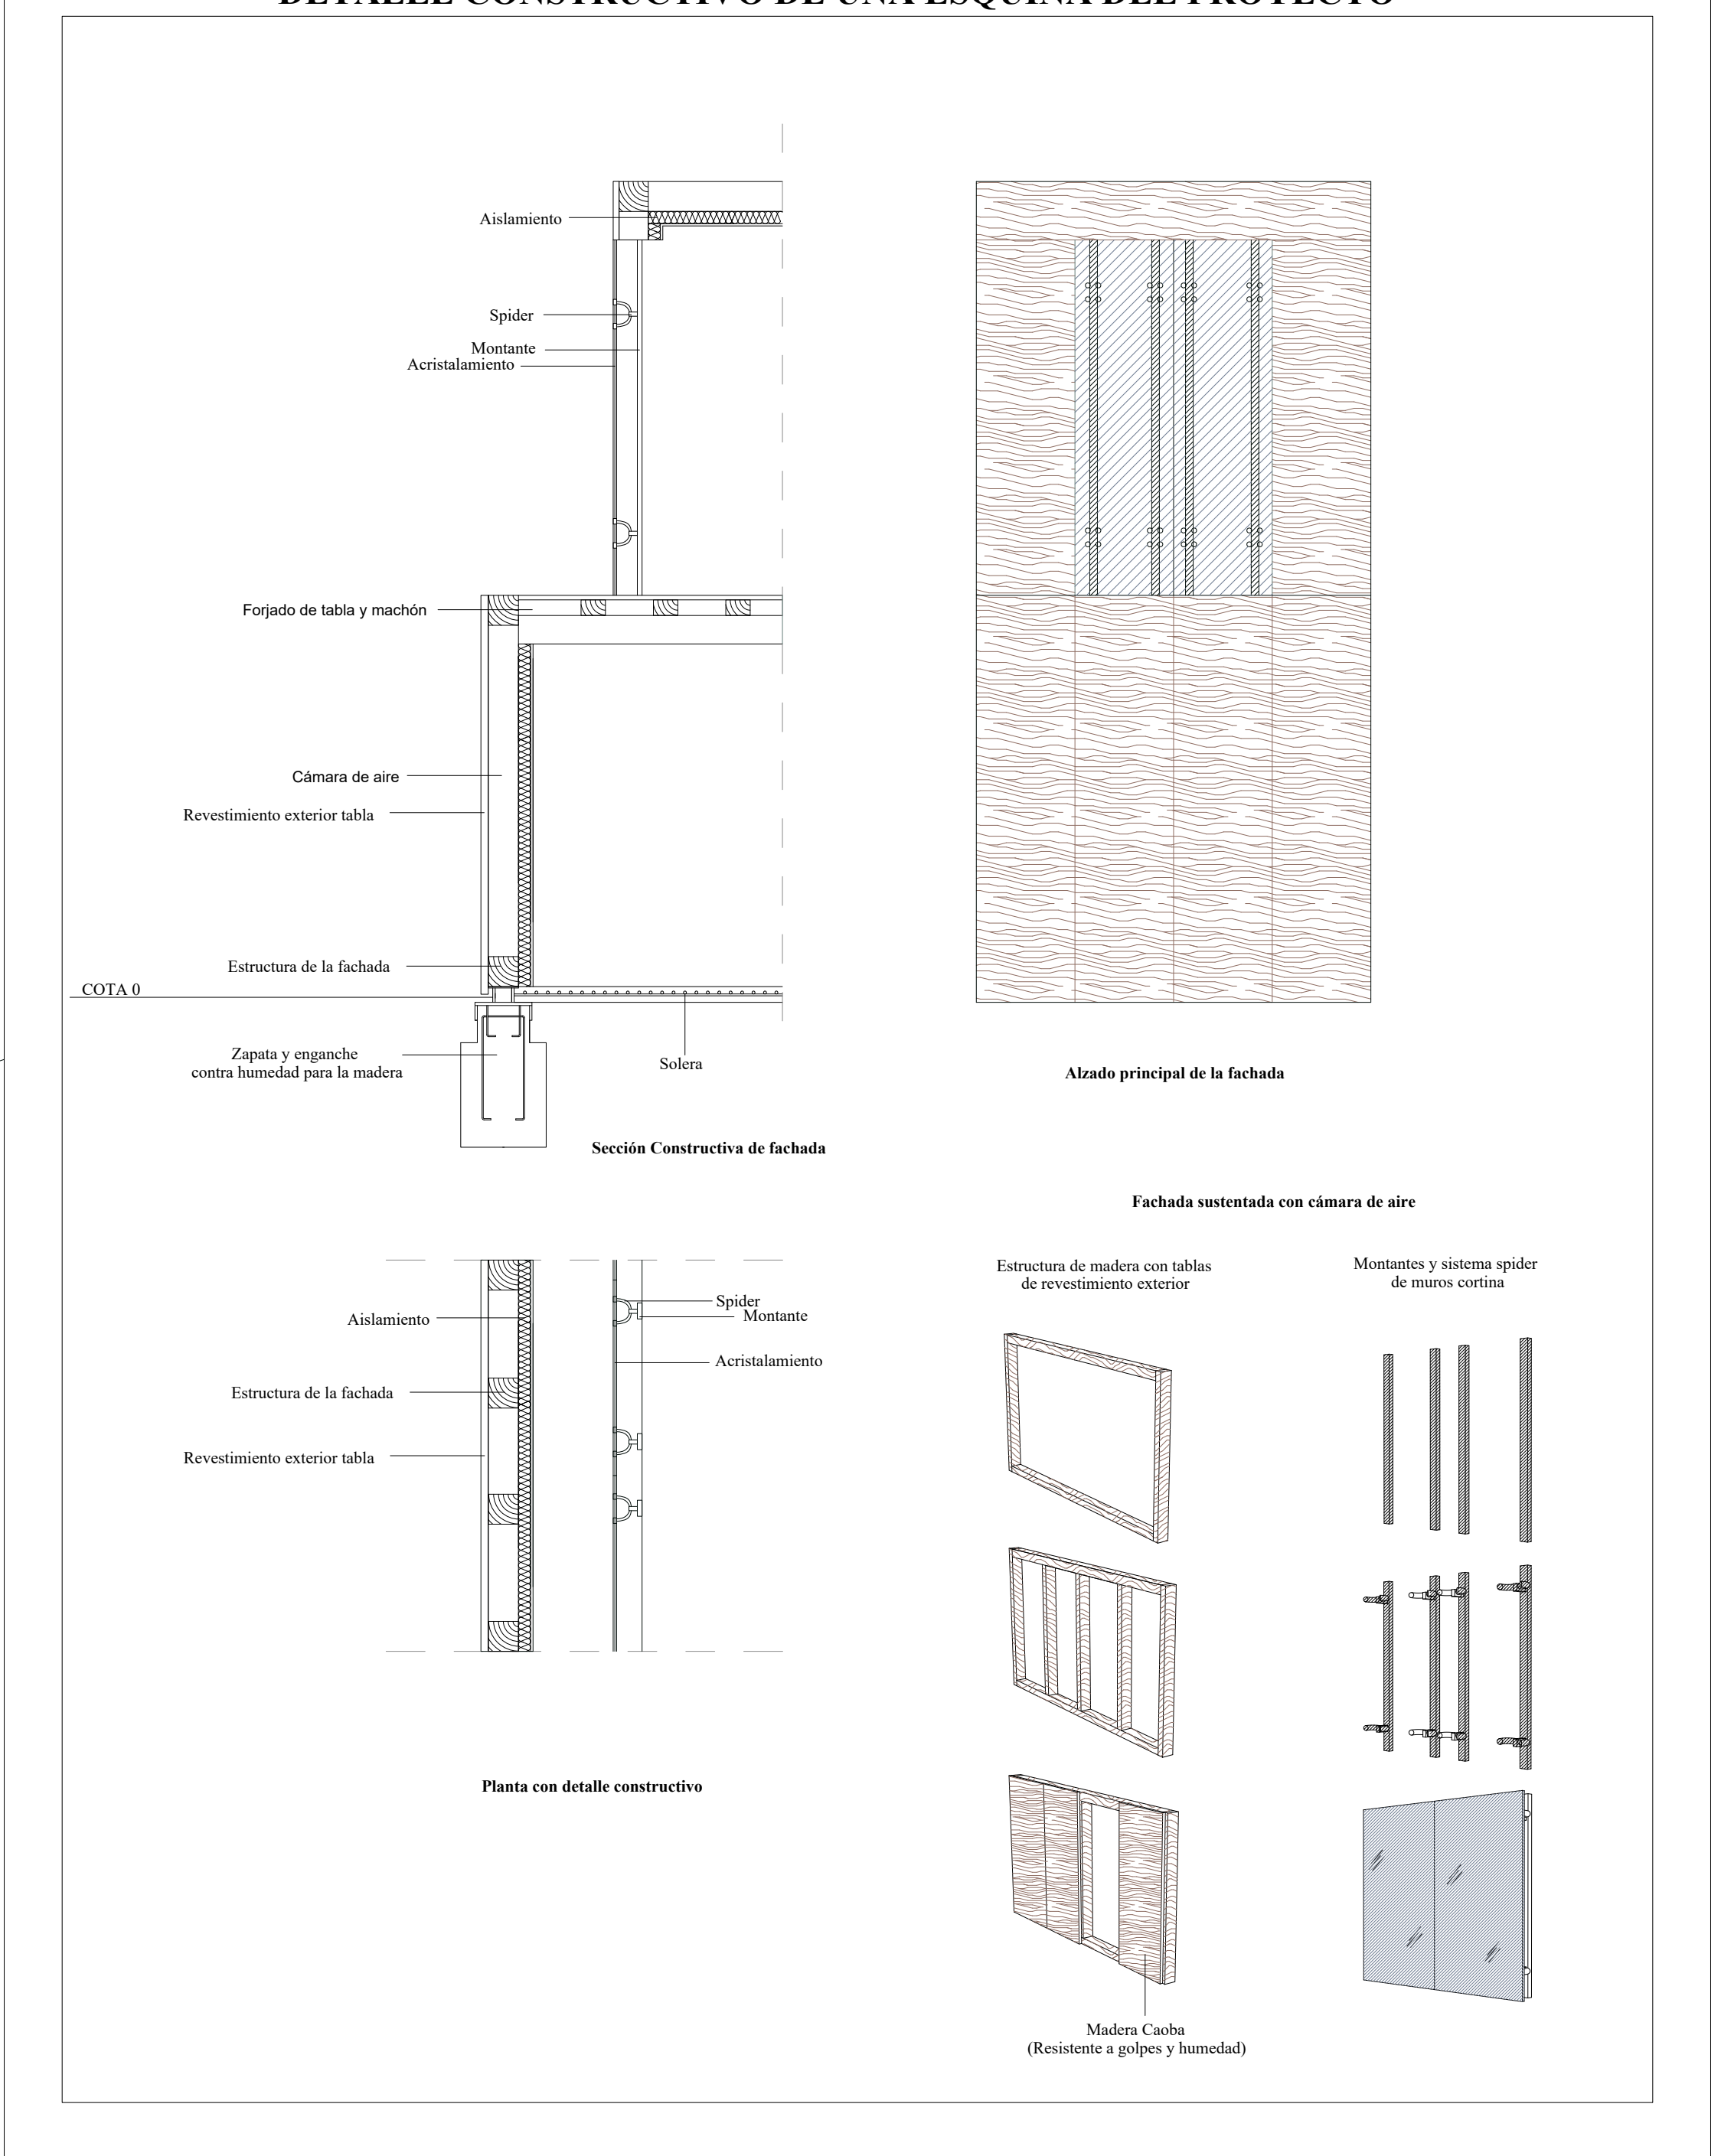 DETALLE CONSTRUCTIVO DE UNA ESQUINA DEL PROYECTO
Aislamiento
Spider
Montante
Acristalamiento
Forjado de tabla y machón
Cámara de aire
Revestimiento exterior tabla
Estructura de la fachada
COTA 0
Zapata y enganche
contra humedad para la madera
Solera
Sección Constructiva de fachada
Alzado principal de la fachada
Fachada sustentada con cámara de aire
Aislamiento
Estructura de la fachada
Revestimiento exterior tabla
Spider
Montante
Acristalamiento
Planta con detalle constructivo
Estructura de madera con tablas
de revestimiento exterior
Montantes y sistema spider
de muros cortina
Madera Caoba
(Resistente a golpes y humedad)